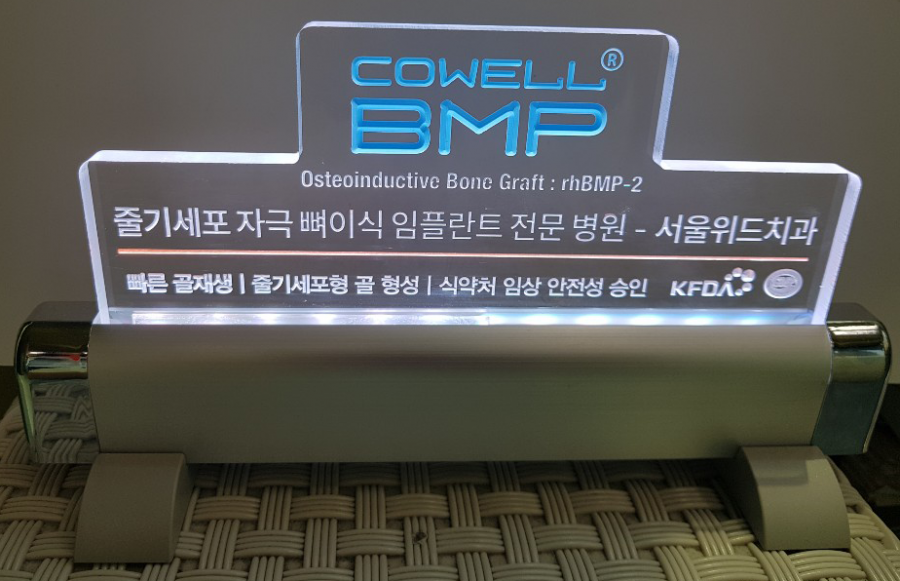 COWELL®
BMP
Osteoinductive Bone Graft : rhBMP-2
줄기세포 자극 뼈이식 임플란트 전문 병원 - 서울위드치과
빠른 골재생 | 줄기세포형 골 형성 | 식약처 임상 안전성 승인 KFDA